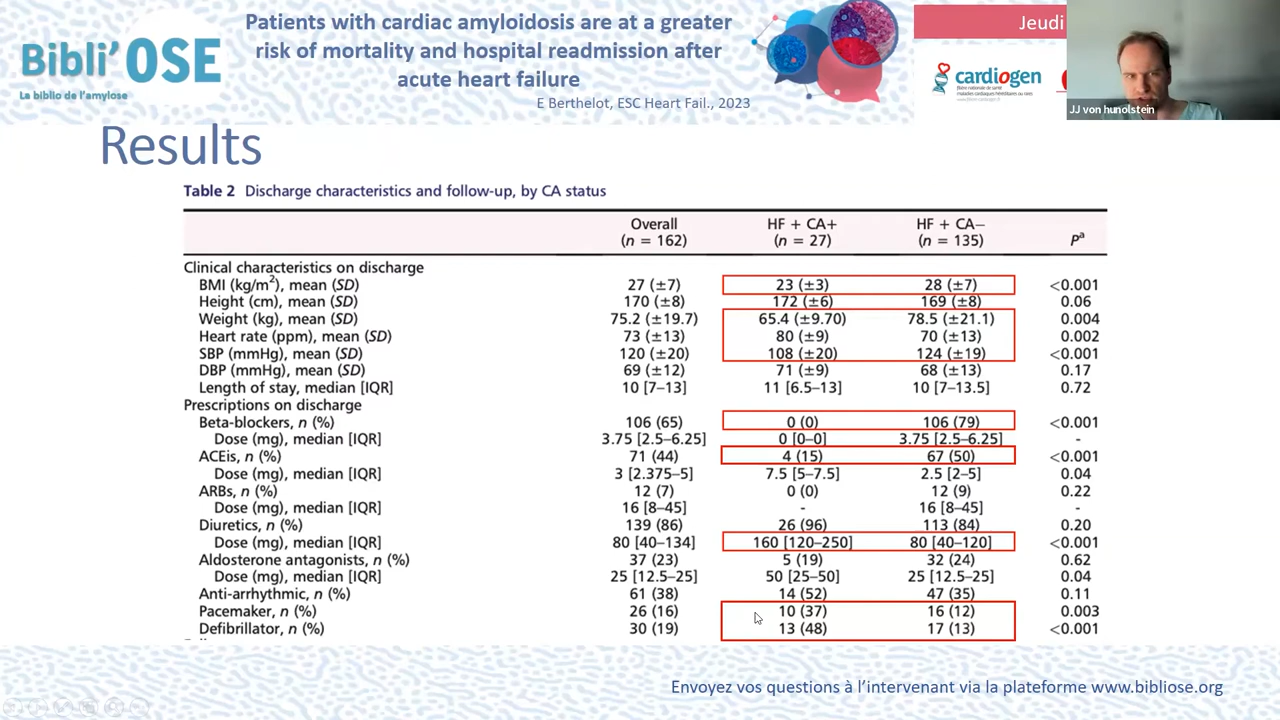 Bibli'OSE
La biblio de l'amylose
Patients with cardiac amyloidosis are at a greater
risk of mortality and hospital readmission after
acute heart failure
E Berthelot, ESC Heart Fail., 2023
Jeudi
cardiogen
filière nationale de santé
maladies cardiaques héréditaires ou rares
JJ von hunolstein
Results
Table 2 Discharge characteristics and follow-up, by CA status
Overall HF + CA+ HF + CA−
(n = 162) (n = 27) (n = 135) Pª
Clinical characteristics on discharge
BMI (kg/m²), mean (SD) 27 (±7) 23 (±3) 28 (±7) <0.001
Height (cm), mean (SD) 170 (±8) 172 (±6) 169 (±8) 0.06
Weight (kg), mean (SD) 75.2 (±19.7) 65.4 (±9.70) 78.5 (±21.1) 0.004
Heart rate (ppm), mean (SD) 73 (±13) 80 (±9) 70 (±13) 0.002
SBP (mmHg), mean (SD) 120 (±20) 108 (±20) 124 (±19) <0.001
DBP (mmHg), mean (SD) 69 (±12) 71 (±9) 68 (±13) 0.17
Length of stay, median [IQR] 10 [7–13] 11 [6.5–13] 10 [7–13.5] 0.72
Prescriptions on discharge
Beta-blockers, n (%) 106 (65) 0 (0) 106 (79) <0.001
Dose (mg), median [IQR] 3.75 [2.5–6.25] 0 [0–0] 3.75 [2.5–6.25] -
ACEis, n (%) 71 (44) 4 (15) 67 (50) <0.001
Dose (mg), median [IQR] 3 [2.375–5] 7.5 [5–7.5] 2.5 [2–5] 0.04
ARBs, n (%) 12 (7) 0 (0) 12 (9) 0.22
Dose (mg), median [IQR] 16 [8–45] - 16 [8–45] -
Diuretics, n (%) 139 (86) 26 (96) 113 (84) 0.20
Dose (mg), median [IQR] 80 [40–134] 160 [120–250] 80 [40–120] <0.001
Aldosterone antagonists, n (%) 37 (23) 5 (19) 32 (24) 0.62
Dose (mg), median [IQR] 25 [12.5–25] 50 [25–50] 25 [12.5–25] 0.04
Anti-arrhythmic, n (%) 61 (38) 14 (52) 47 (35) 0.11
Pacemaker, n (%) 26 (16) 10 (37) 16 (12) 0.003
Defibrillator, n (%) 30 (19) 13 (48) 17 (13) <0.001
Envoyez vos questions à l'intervenant via la plateforme www.bibliose.org